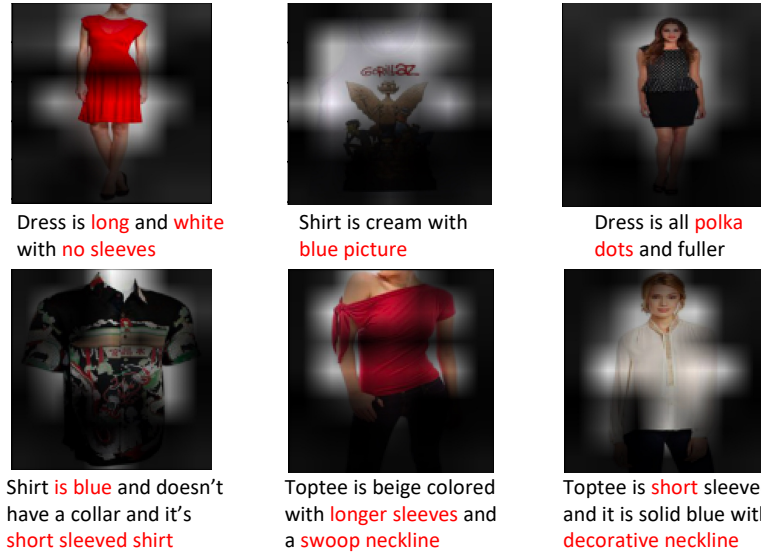 GORILLAZ
Dress is long and white
with no sleeves
Shirt is cream with
blue picture
Dress is all polka
dots and fuller
Shirt is blue and doesn't
have a collar and it's
short sleeved shirt
Toptee is beige colored
with longer sleeves and
a swoop neckline
Toptee is short sleeve
and it is solid blue with
decorative neckline